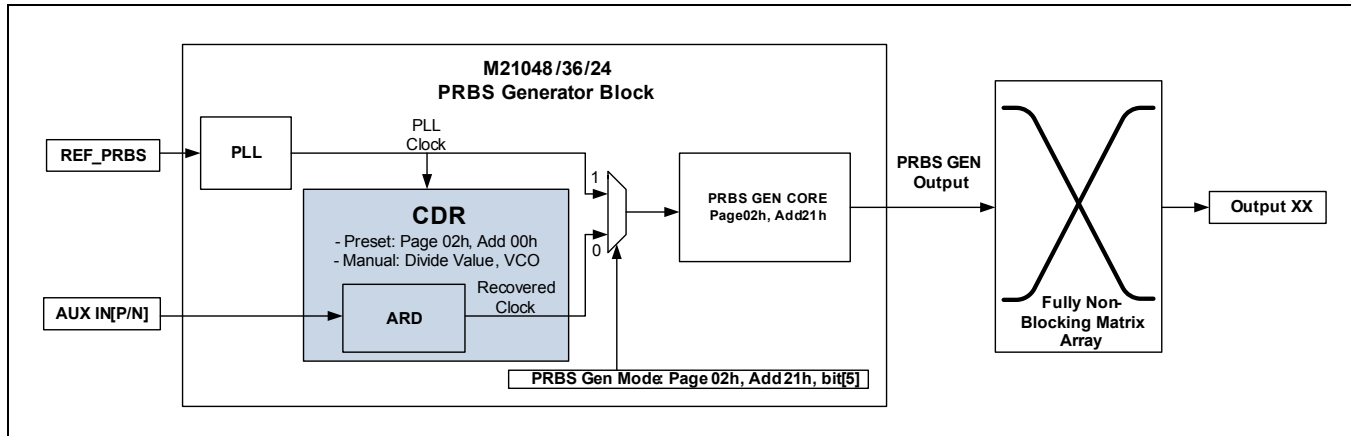 M21048/36/24
PRBS Generator Block
REF_PRBS
PLL
PLL
Clock
CDR
- Preset: Page 02h, Add 00h
- Manual: Divide Value, VCO
AUX IN[P/N]
ARD
Recovered
Clock
1
0
PRBS GEN CORE
Page02h, Add21h
PRBS Gen Mode: Page 02h, Add 21h, bit[5]
PRBS GEN
Output
Fully Non-
Blocking Matrix
Array
Output XX